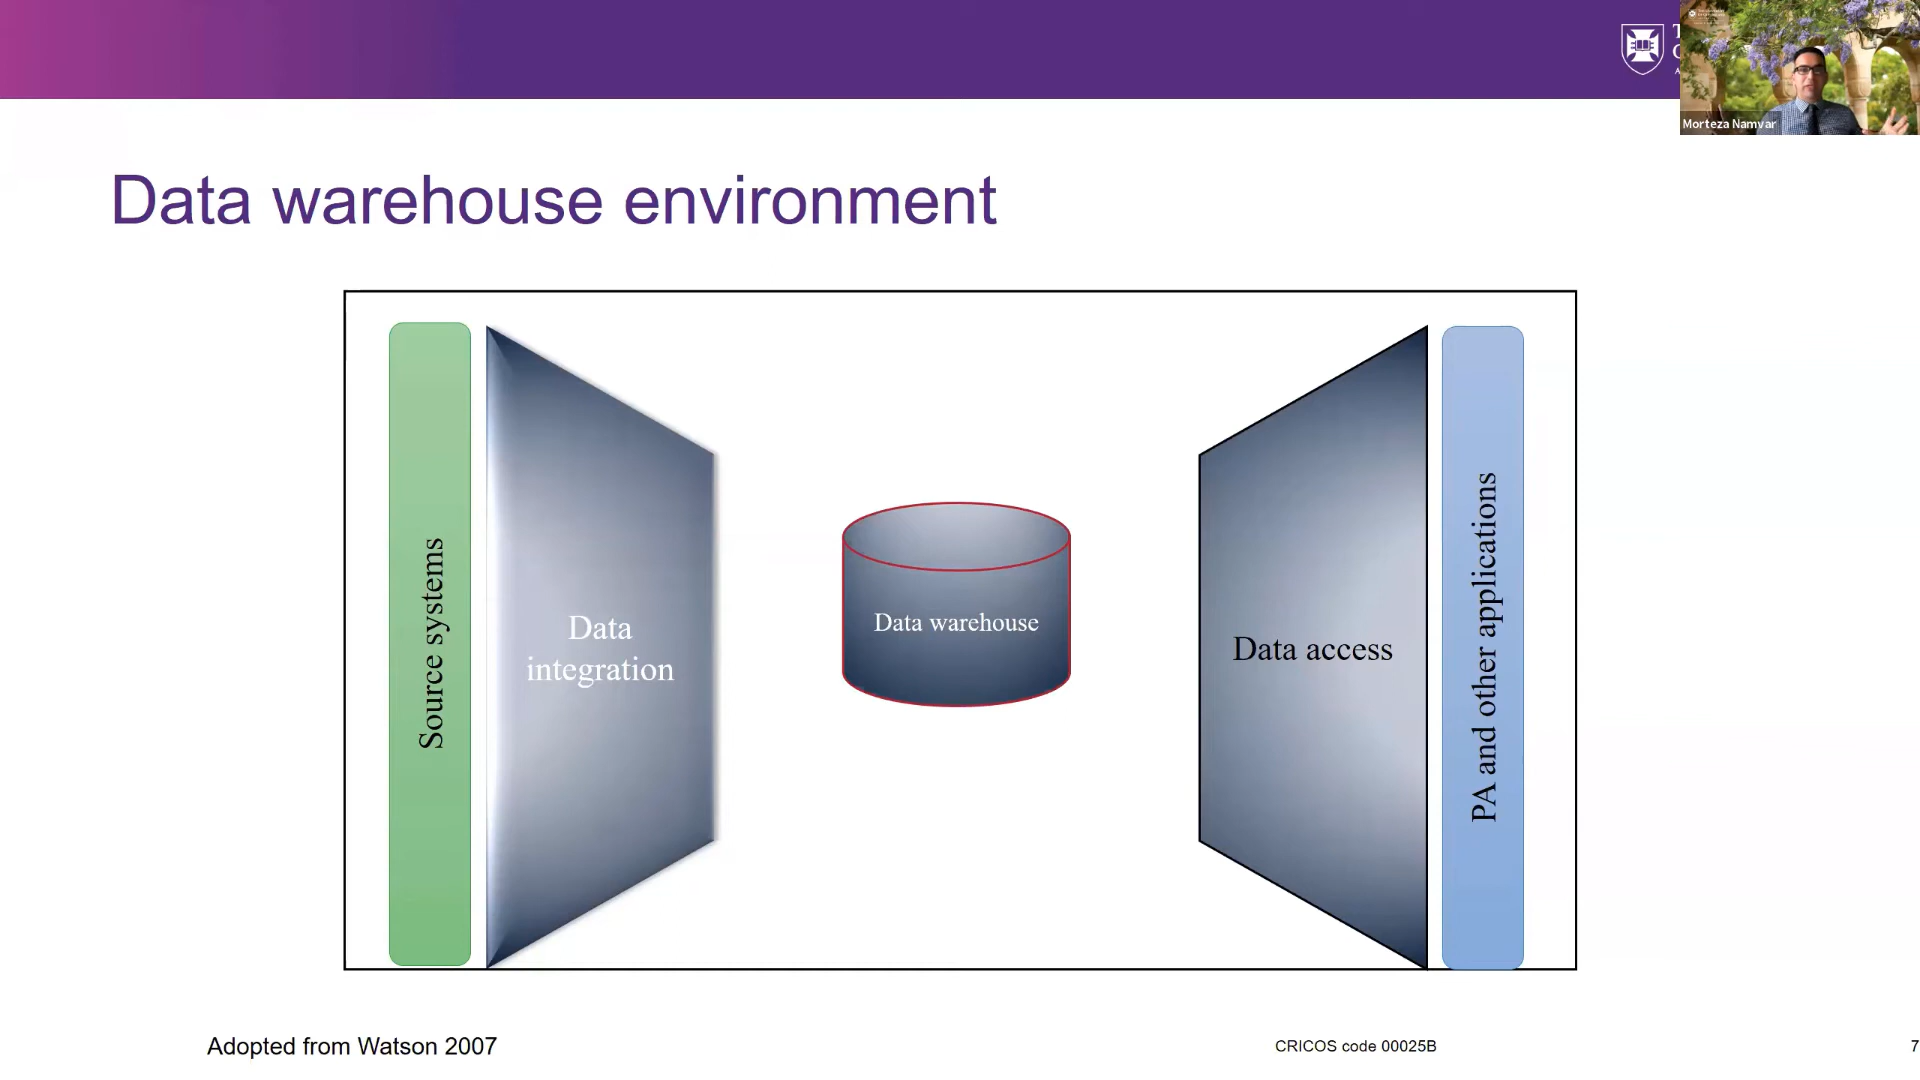 Morteza Namvar
Data warehouse environment
Source systems
Data
integration
Data warehouse
Data access
PA and other applications
Adopted from Watson 2007
CRICOS code 00025B
7